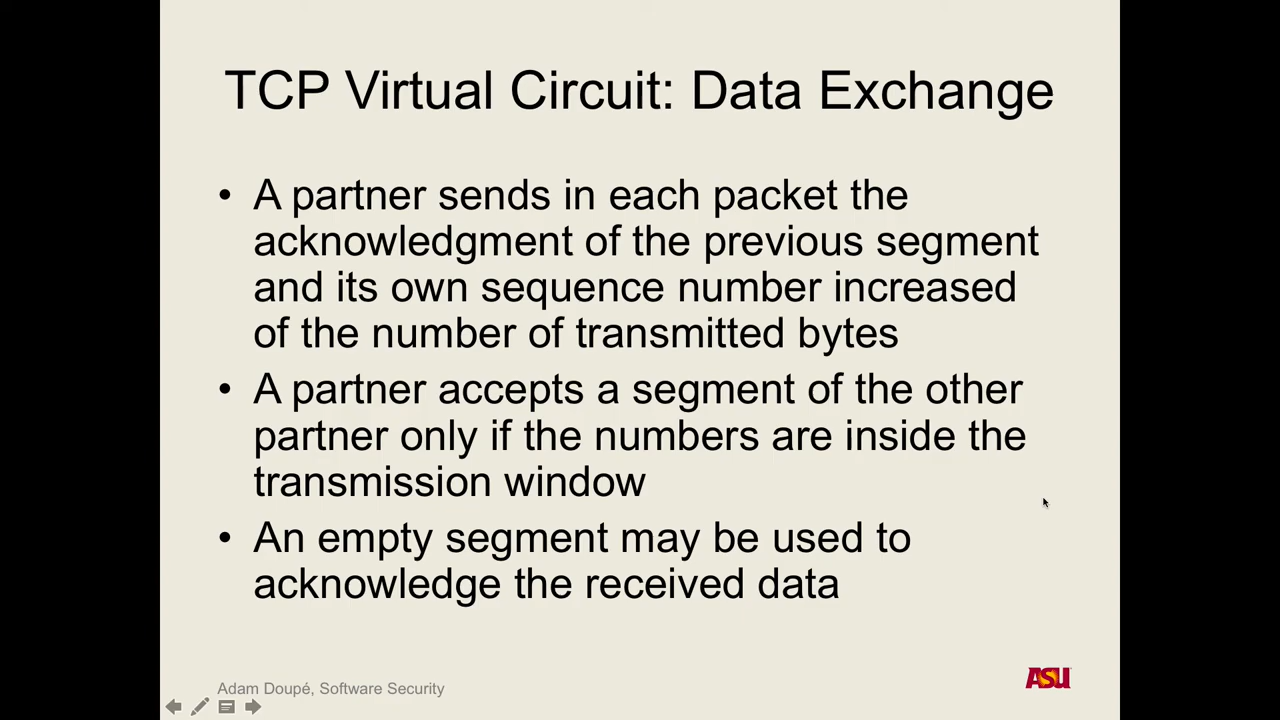 TCP Virtual Circuit: Data Exchange
• A partner sends in each packet the
acknowledgment of the previous segment
and its own sequence number increased
of the number of transmitted bytes
• A partner accepts a segment of the other
partner only if the numbers are inside the
transmission window
• An empty segment may be used to
acknowledge the received data
Adam Doupé, Software Security
ASU